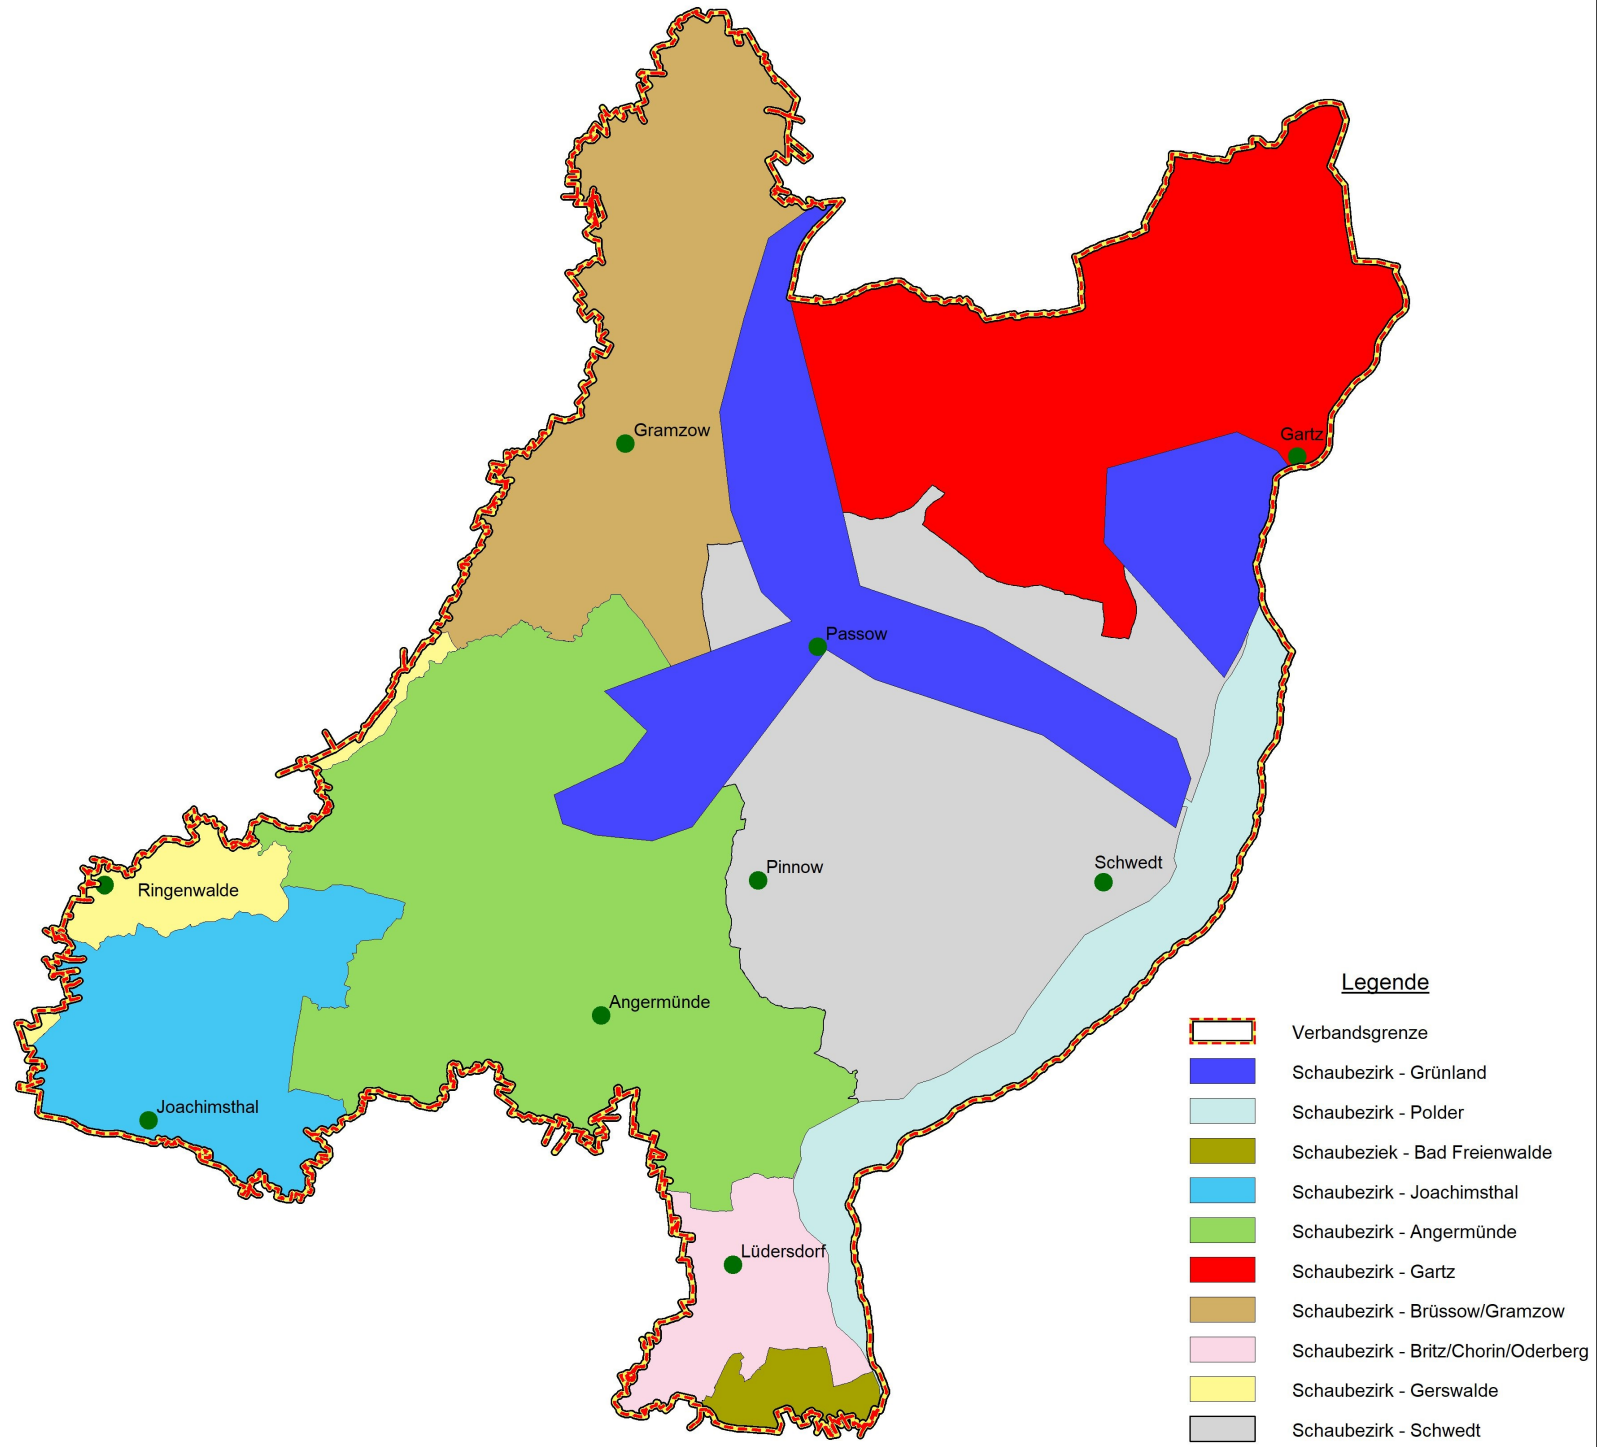 Gramzow
Gartz
Passow
Schwedt
Pinnow
Ringenwalde
Angermünde
Joachimsthal
Lüdersdorf
Legende
Verbandsgrenze
Schaubezirk - Grünland
Schaubezirk - Polder
Schaubeziek - Bad Freienwalde
Schaubezirk - Joachimsthal
Schaubezirk - Angermünde
Schaubezirk - Gartz
Schaubezirk - Brüssow/Gramzow
Schaubezirk - Britz/Chorin/Oderberg
Schaubezirk - Gerswalde
Schaubezirk - Schwedt